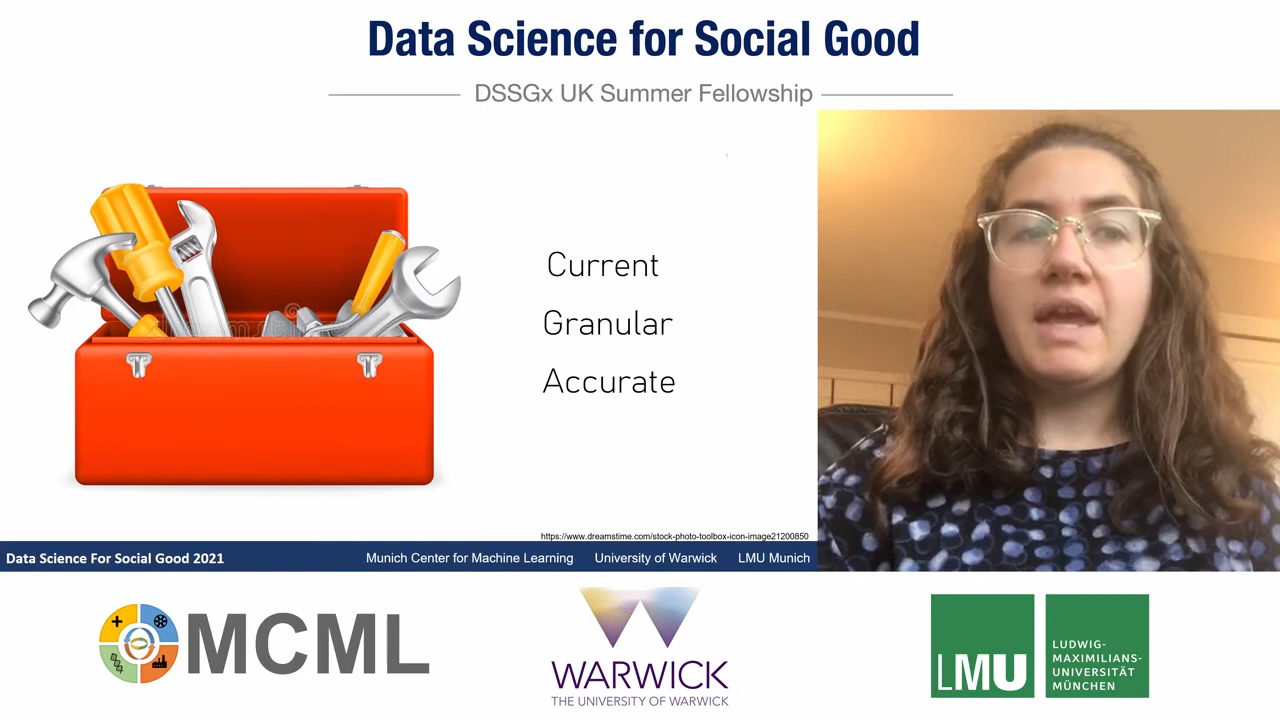 Data Science for Social Good
DSSGx UK Summer Fellowship
1
Current
Granular
Accurate
dreamstime
https://www.dreamstime.com/stock-photo-toolbox-icon-image21200850
Data Science For Social Good 2021
Munich Center for Machine Learning
University of Warwick
LMU Munich
MCML
WARWICK
THE UNIVERSITY OF WARWICK
LMU
LUDWIG-
MAXIMILIANS-
UNIVERSITÄT
MÜNCHEN